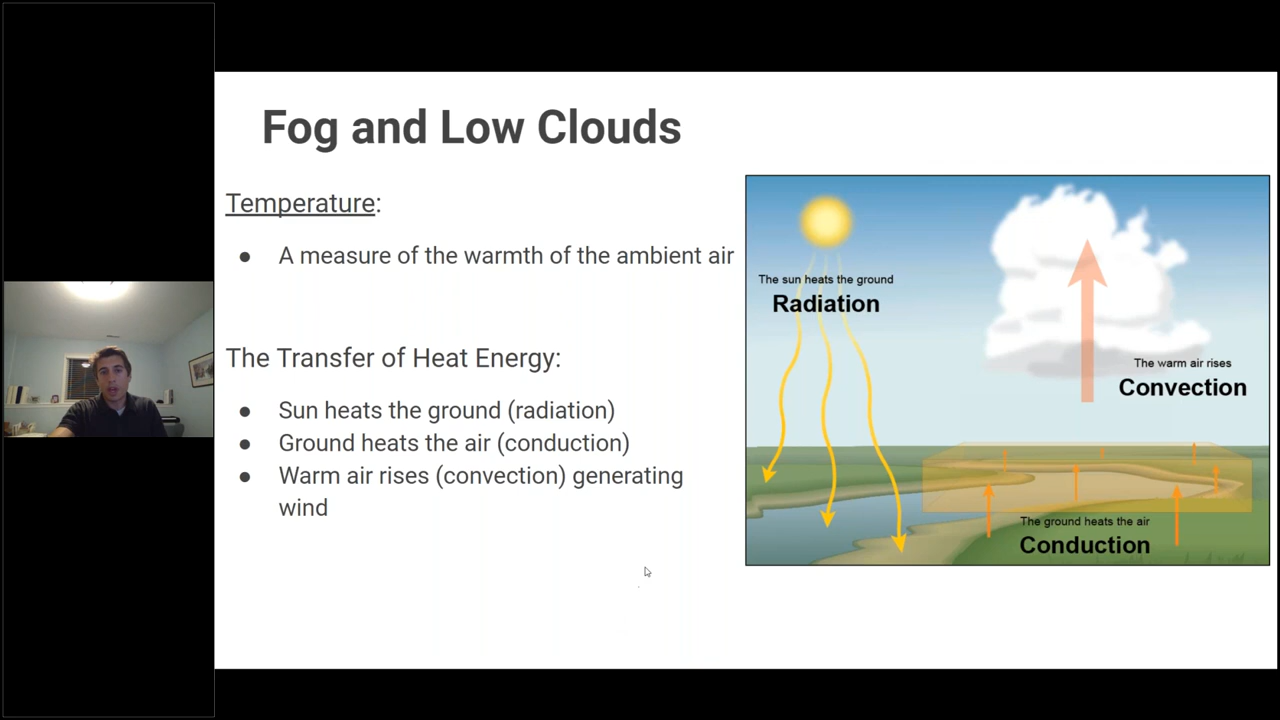 Fog and Low Clouds
Temperature:
● A measure of the warmth of the ambient air
The Transfer of Heat Energy:
● Sun heats the ground (radiation)
● Ground heats the air (conduction)
● Warm air rises (convection) generating
wind
The sun heats the ground
Radiation
The warm air rises
Convection
The ground heats the air
Conduction